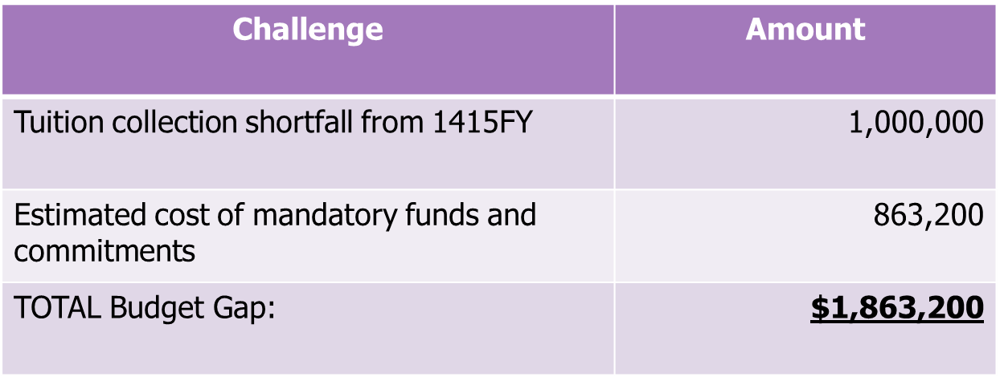 Challenge Amount
Tuition collection shortfall from 1415FY 1,000,000
Estimated cost of mandatory funds and 863,200
commitments
TOTAL Budget Gap: $1,863,200